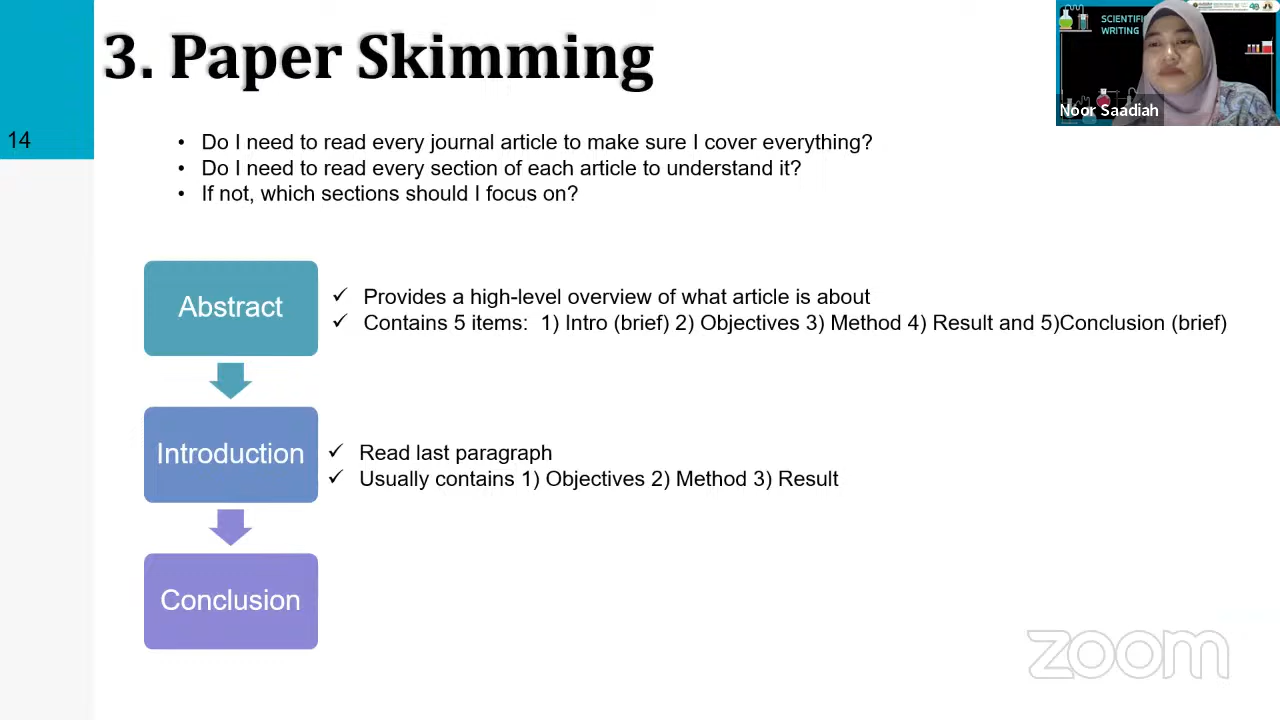 3. Paper Skimming
14
• Do I need to read every journal article to make sure I cover everything?
• Do I need to read every section of each article to understand it?
• If not, which sections should I focus on?
Abstract
✓ Provides a high-level overview of what article is about
✓ Contains 5 items: 1) Intro (brief) 2) Objectives 3) Method 4) Result and 5)Conclusion (brief)
Introduction
✓ Read last paragraph
✓ Usually contains 1) Objectives 2) Method 3) Result
Conclusion
SCIENTIFIC
WRITING
Noor Saadiah
zoom